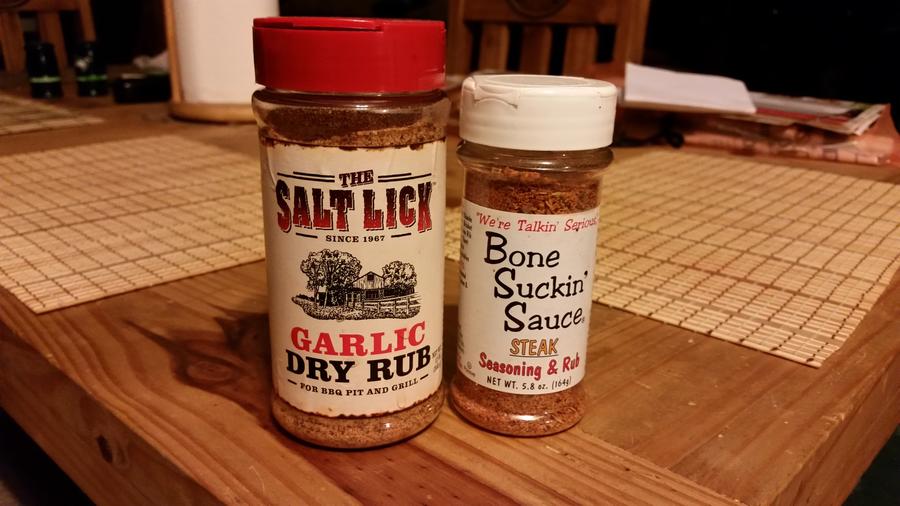 THE
SALT LICK
SINCE 1967
GARLIC
DRY RUB
FOR BBQ PIT AND GRILL
"We're Talkin' Serious!
Bone
Suckin'
Sauce®
STEAK
Seasoning & Rub
NET WT. 5.8 oz. (164g)